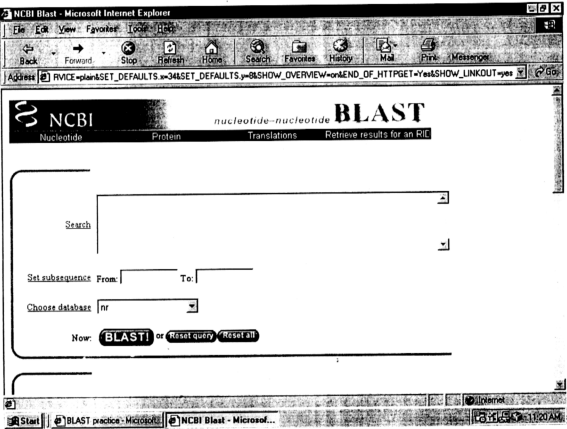 NCBI Blast - Microsoft Internet Explorer
File Edit View Favorites Tools Help
Back Forward Stop Refresh Home Search Favorites History Mail Print Messenger
Address RVICE=plain&SET_DEFAULTS.x=34&SET_DEFAULTS.y=8&SHOW_OVERVIEW=on&END_OF_HTTPGET=Yes&SHOW_LINKOUT=yes Go
NCBI nucleotide-nucleotide BLAST
Nucleotide Protein Translations Retrieve results for an RID
Search
Set subsequence From: To:
Choose database nr
Now: BLAST! or Reset query Reset all
Internet
Start BLAST practice - Microsoft... NCBI Blast - Microsof... 11:20 AM